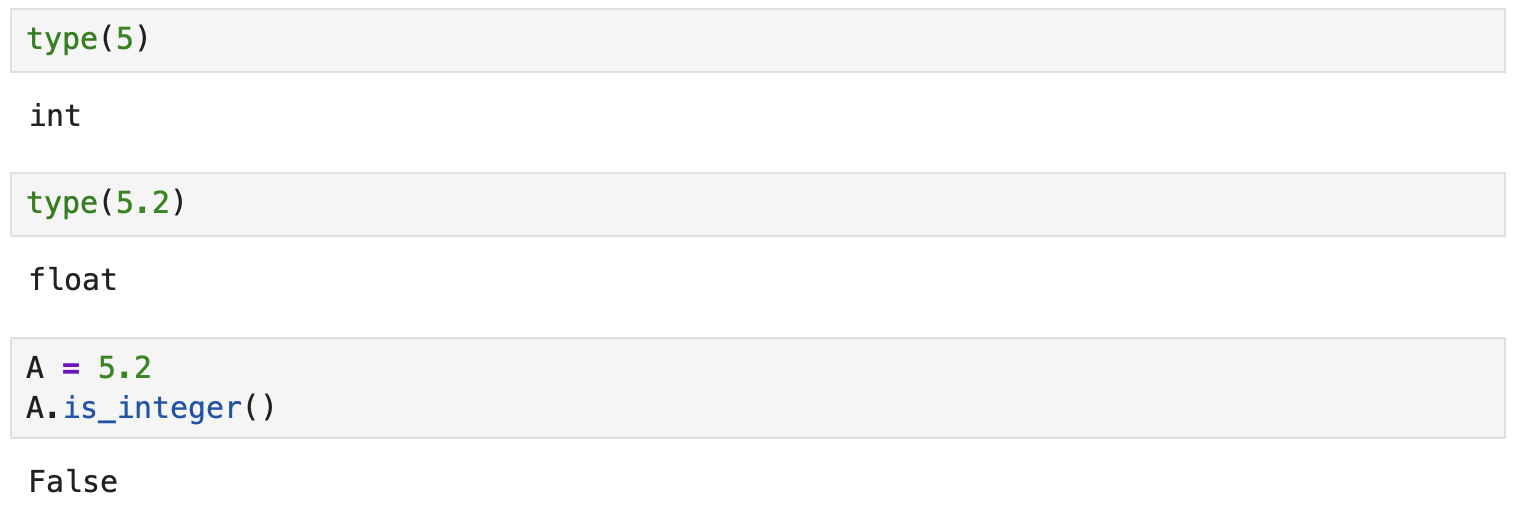 type(5)
int
type(5.2)
float
A = 5.2
A.is_integer()
False